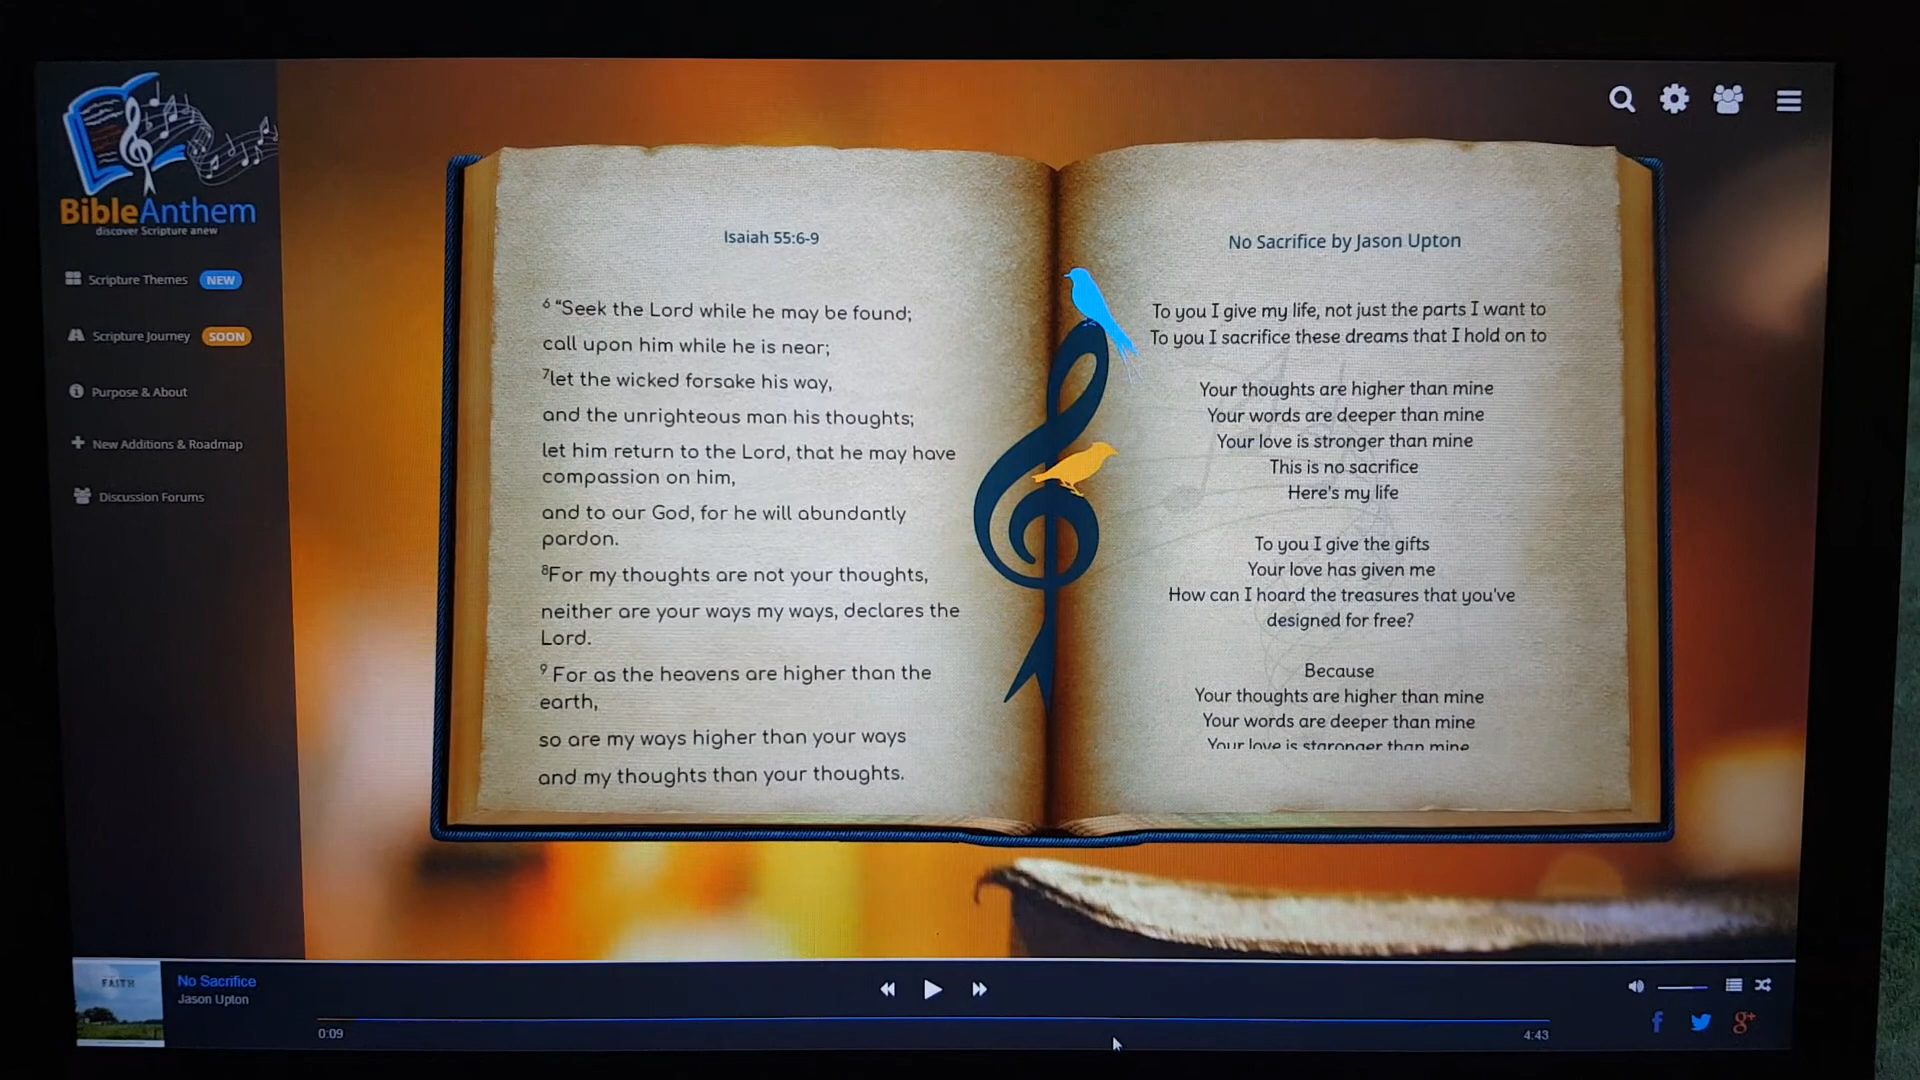 BibleAnthem
discover Scripture anew
Scripture Themes NEW
Scripture Journey SOON
Purpose & About
New Additions & Roadmap
Discussion Forums
Isaiah 55:6-9
6 “Seek the Lord while he may be found;
call upon him while he is near;
7let the wicked forsake his way,
and the unrighteous man his thoughts;
let him return to the Lord, that he may have
compassion on him,
and to our God, for he will abundantly
pardon.
8For my thoughts are not your thoughts,
neither are your ways my ways, declares the
Lord.
9 For as the heavens are higher than the
earth,
so are my ways higher than your ways
and my thoughts than your thoughts.
No Sacrifice by Jason Upton
To you I give my life, not just the parts I want to
To you I sacrifice these dreams that I hold on to
Your thoughts are higher than mine
Your words are deeper than mine
Your love is stronger than mine
This is no sacrifice
Here's my life
To you I give the gifts
Your love has given me
How can I hoard the treasures that you've
designed for free?
Because
Your thoughts are higher than mine
Your words are deeper than mine
Your love is staronger than mine
FAITH
No Sacrifice
Jason Upton
0:09
4:43
f
g+